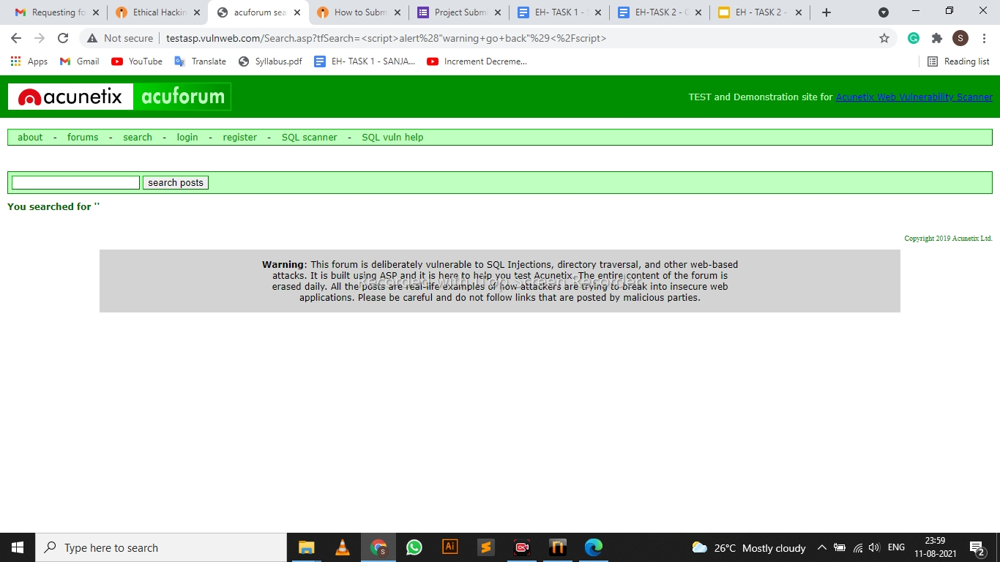 Requesting fo
Ethical Hackin
acuforum sea
How to Subm
Project Subm
EH- TASK 1 - S
EH-TASK 2 - G
EH - TASK 2 -
Not secure
testasp.vulnweb.com/Search.asp?tfSearch=<script>alert%28"warning+go+back"%29<%2Fscript>
S
Apps
Gmail
YouTube
Translate
Syllabus.pdf
EH- TASK 1 - SANJA...
Increment Decreme...
Reading list
acunetix acuforum
TEST and Demonstration site for Acunetix Web Vulnerability Scanner
about - forums - search - login - register - SQL scanner - SQL vuln help
search posts
You searched for ''
Copyright 2019 Acunetix Ltd.
Warning: This forum is deliberately vulnerable to SQL Injections, directory traversal, and other web-based
attacks. It is built using ASP and it is here to help you test Acunetix. The entire content of the forum is
erased daily. All the posts are real-life examples of how attackers are trying to break into insecure web
applications. Please be careful and do not follow links that are posted by malicious parties.
Recorded with iTop Screen Recorder
Type here to search
S
Ai
26°C Mostly cloudy
ENG
23:59
11-08-2021
2